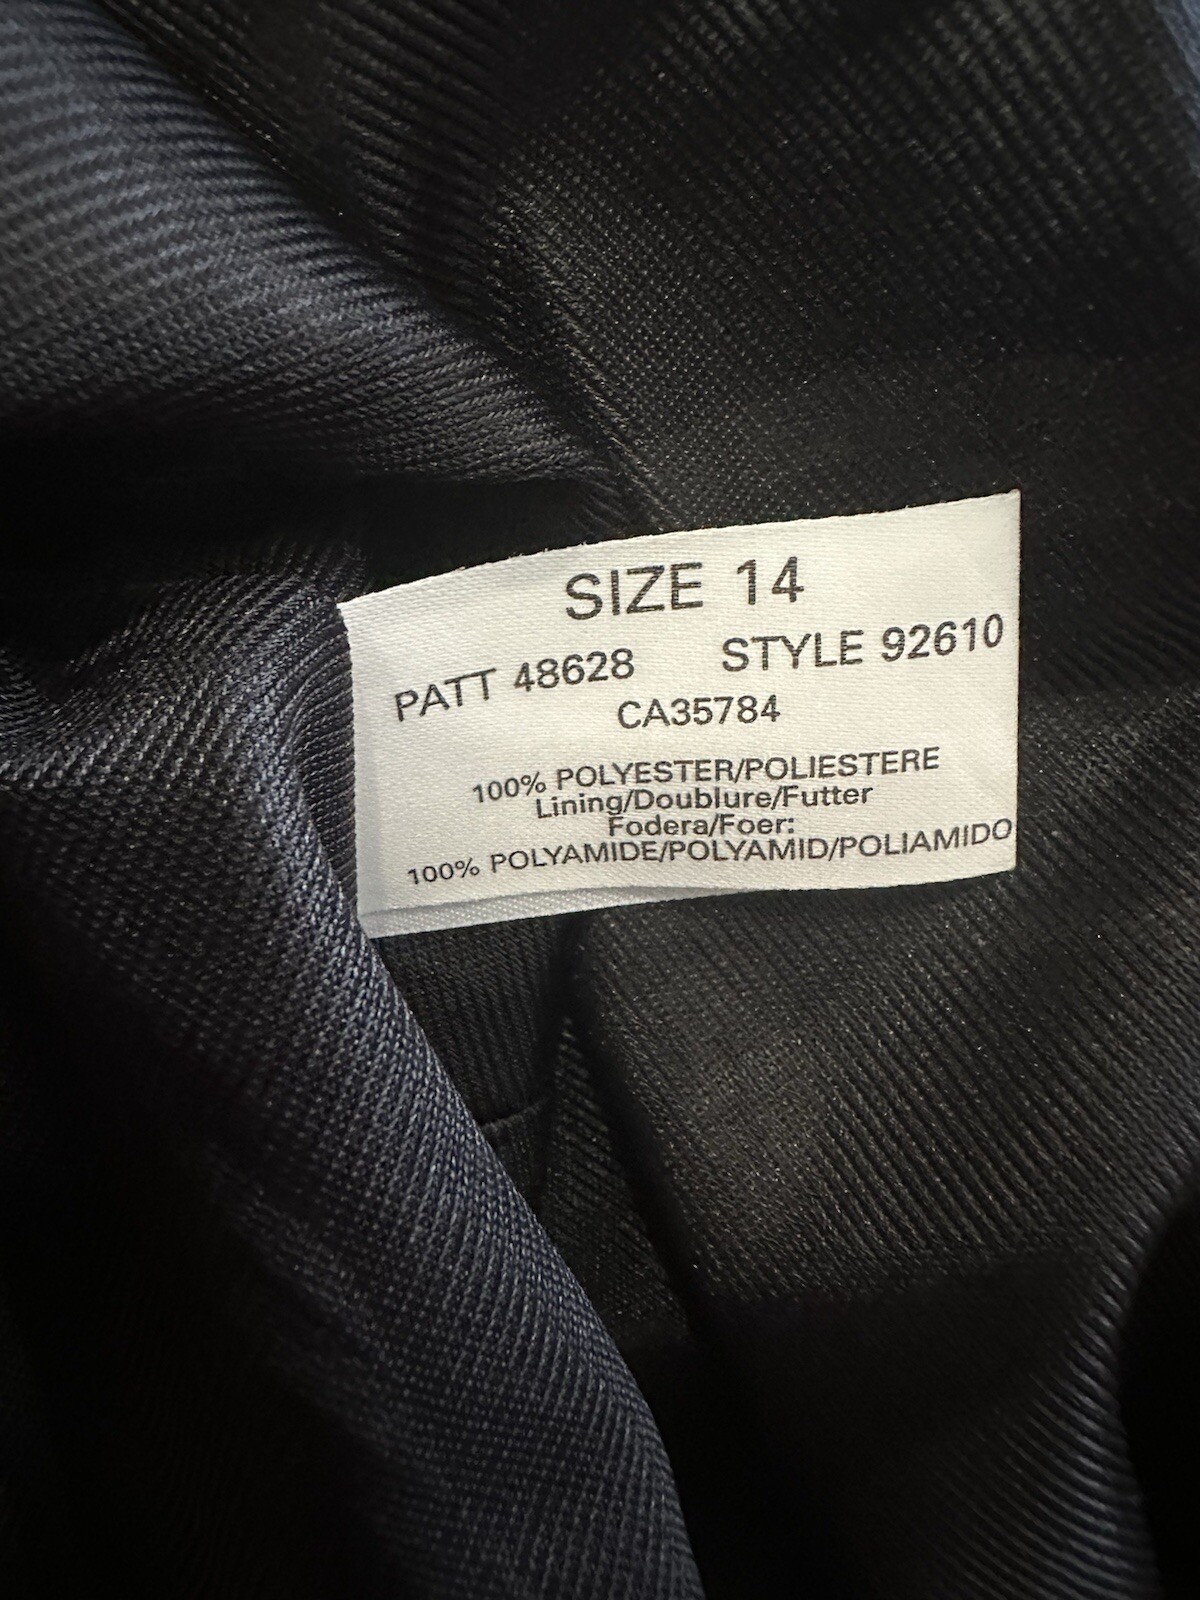 SIZE 14
PATT 48628 STYLE 92610
CA35784
100% POLYESTER/POLIESTERE
Lining/Doublure/Futter
Fodera/Foer:
100% POLYAMIDE/POLYAMID/POLIAMIDO